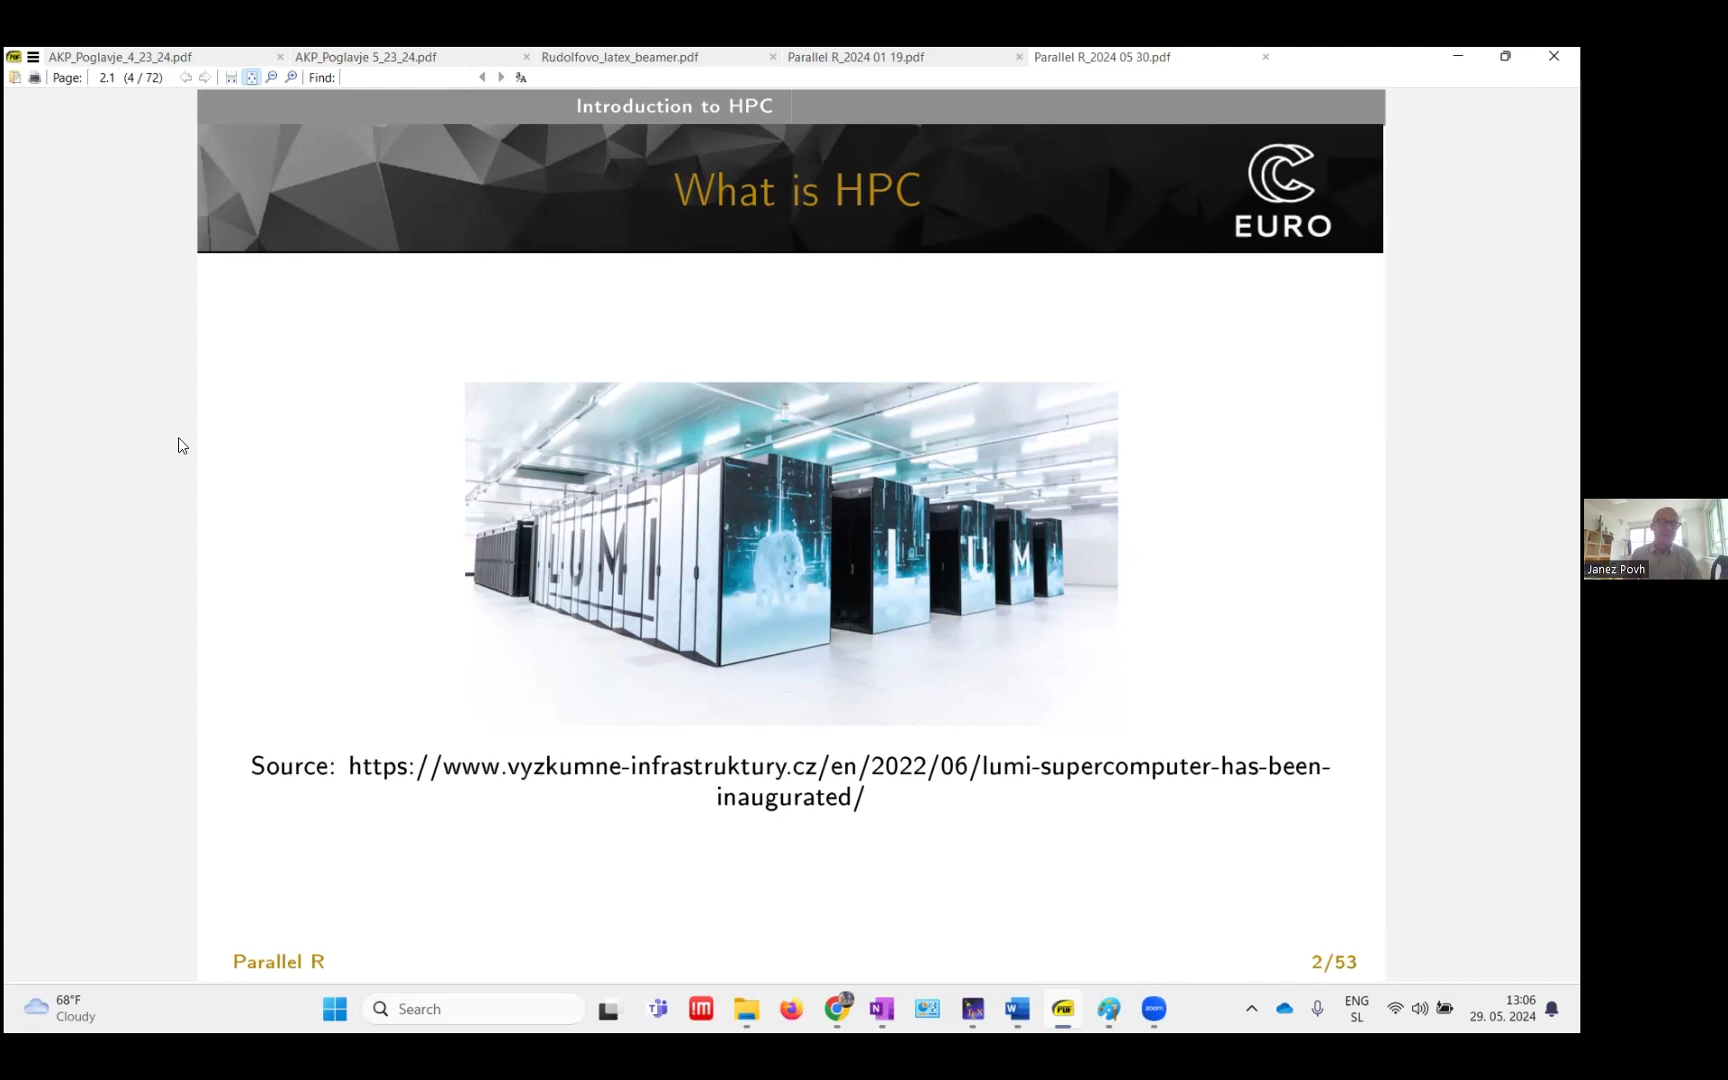 AKP_Poglavje_4_23_24.pdf
AKP_Poglavje 5_23_24.pdf
Rudolfovo_latex_beamer.pdf
Parallel R_2024 01 19.pdf
Parallel R_2024 05 30.pdf
Page: 2.1 (4 / 72)
Find:
Introduction to HPC
What is HPC
EURO
LUMI
L U M I
Source: https://www.vyzkumne-infrastruktury.cz/en/2022/06/lumi-supercomputer-has-been-
inaugurated/
Janez Povh
Parallel R
2/53
68°F
Cloudy
Search
ENG
SL
13:06
29. 05. 2024